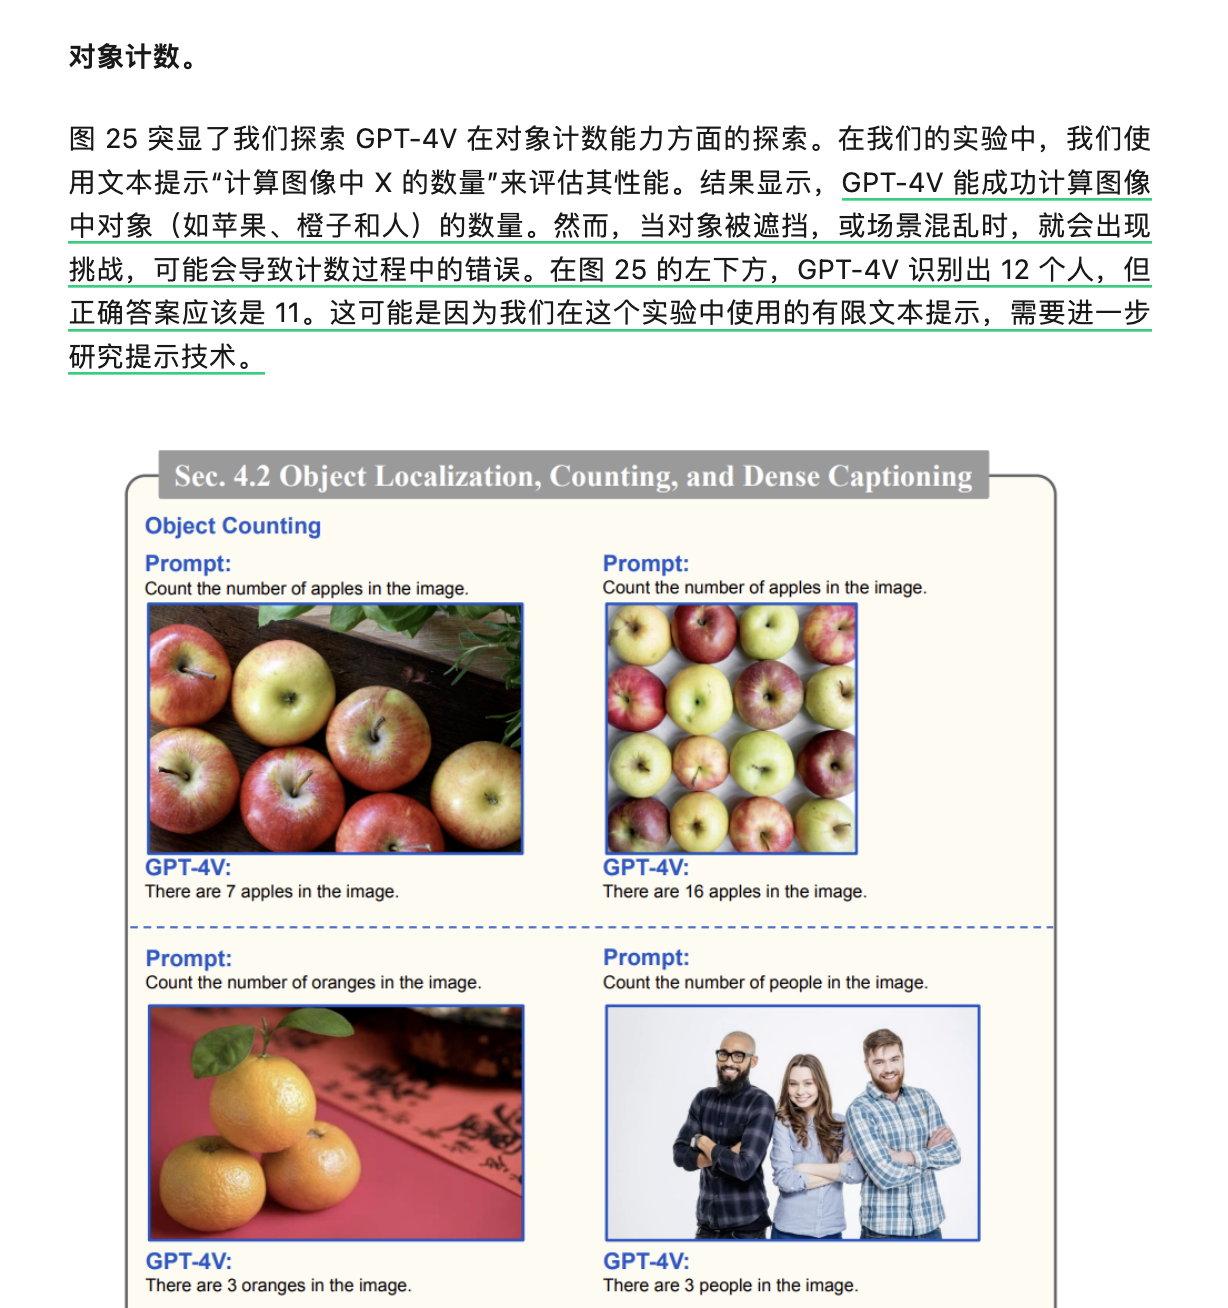 对象计数。
图 25 突显了我们探索 GPT-4V 在对象计数能力方面的探索。在我们的实验中，我们使
用文本提示“计算图像中 X 的数量”来评估其性能。结果显示，GPT-4V 能成功计算图像
中对象（如苹果、橙子和人）的数量。然而，当对象被遮挡，或场景混乱时，就会出现
挑战，可能会导致计数过程中的错误。在图 25 的左下方，GPT-4V 识别出 12 个人，但
正确答案应该是 11。这可能是因为我们在这个实验中使用的有限文本提示，需要进一步
研究提示技术。
Sec. 4.2 Object Localization, Counting, and Dense Captioning
Object Counting
Prompt:
Count the number of apples in the image.
GPT-4V:
There are 7 apples in the image.
Prompt:
Count the number of apples in the image.
GPT-4V:
There are 16 apples in the image.
Prompt:
Count the number of oranges in the image.
GPT-4V:
There are 3 oranges in the image.
Prompt:
Count the number of people in the image.
GPT-4V:
There are 3 people in the image.